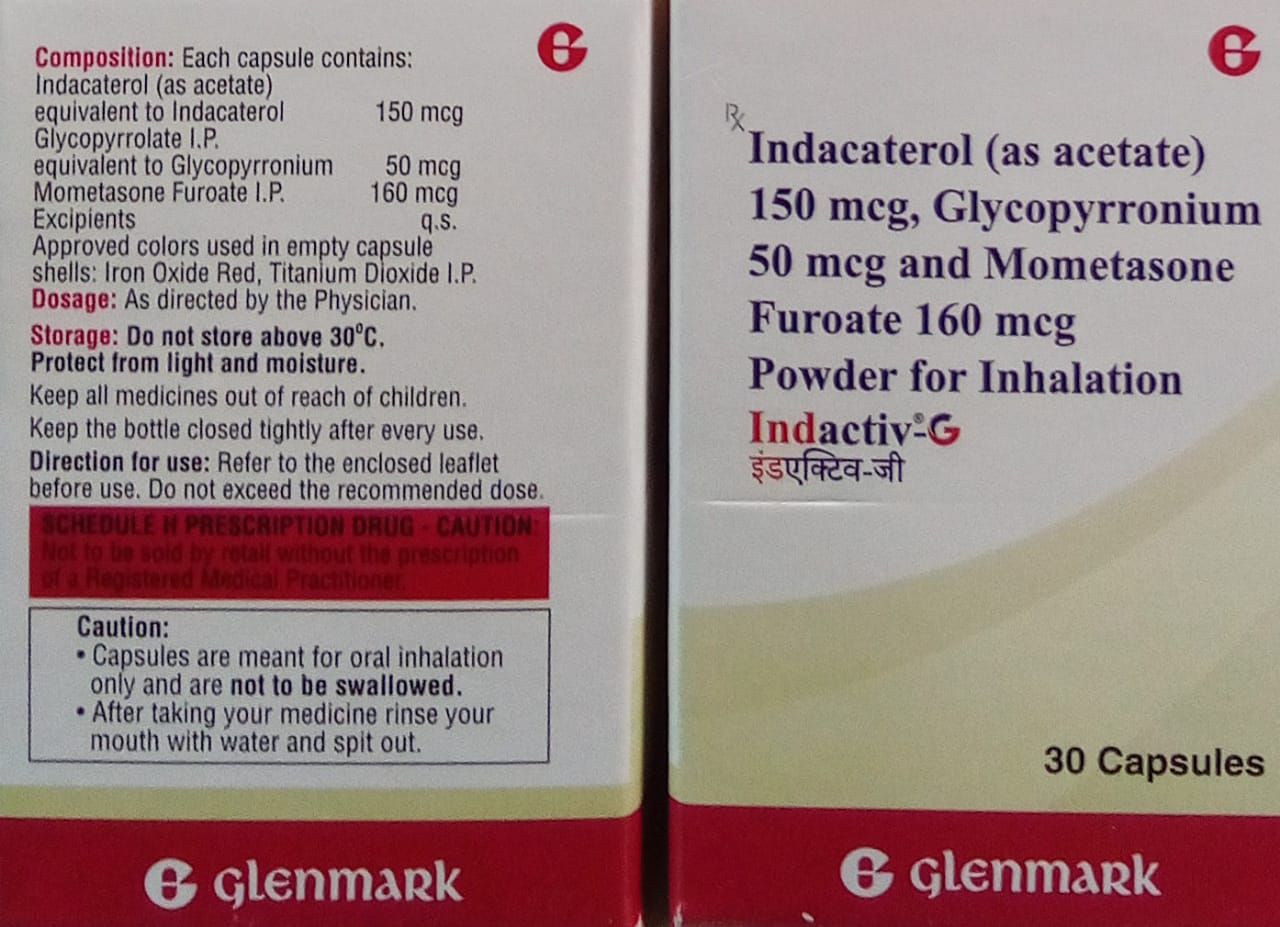 Composition: Each capsule contains:
Indacaterol (as acetate)
equivalent to Indacaterol 150 mcg
Glycopyrrolate I.P.
equivalent to Glycopyrronium 50 mcg
Mometasone Furoate I.P. 160 mcg
Excipients q.s.
Approved colors used in empty capsule
shells: Iron Oxide Red, Titanium Dioxide I.P.
Dosage: As directed by the Physician.
Storage: Do not store above 30⁰C.
Protect from light and moisture.
Keep all medicines out of reach of children.
Keep the bottle closed tightly after every use.
Direction for use: Refer to the enclosed leaflet
before use. Do not exceed the recommended dose.
SCHEDULE H PRESCRIPTION DRUG - CAUTION:
Not to be sold by retail without the prescription
of a Registered Medical Practitioner.
Caution:
• Capsules are meant for oral inhalation
only and are not to be swallowed.
• After taking your medicine rinse your
mouth with water and spit out.
G glenmark
Rx
Indacaterol (as acetate)
150 mcg, Glycopyrronium
50 mcg and Mometasone
Furoate 160 mcg
Powder for Inhalation
Indactiv®-G
इंडएक्टिव-जी
30 Capsules
G glenmark